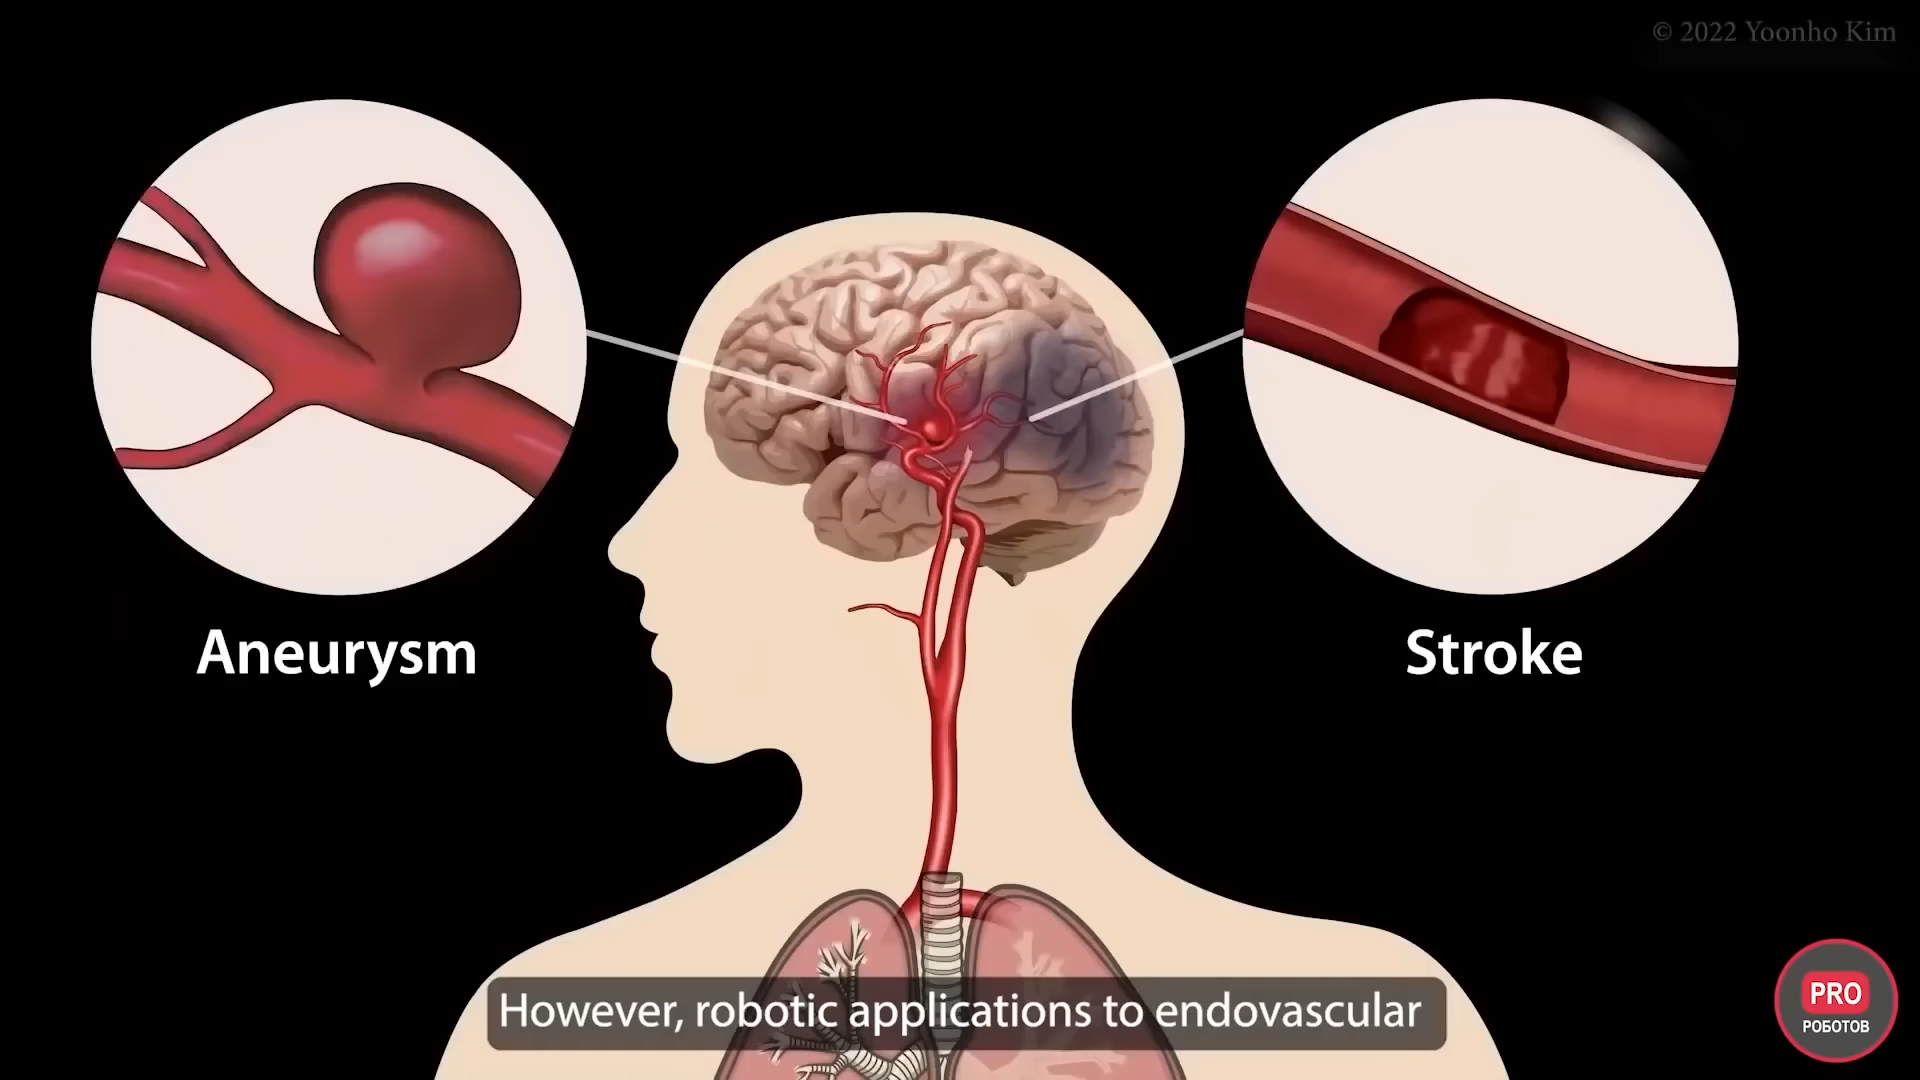 © 2022 Yoonho Kim
Aneurysm
Stroke
However, robotic applications to endovascular
PRO
РОБОТОВ